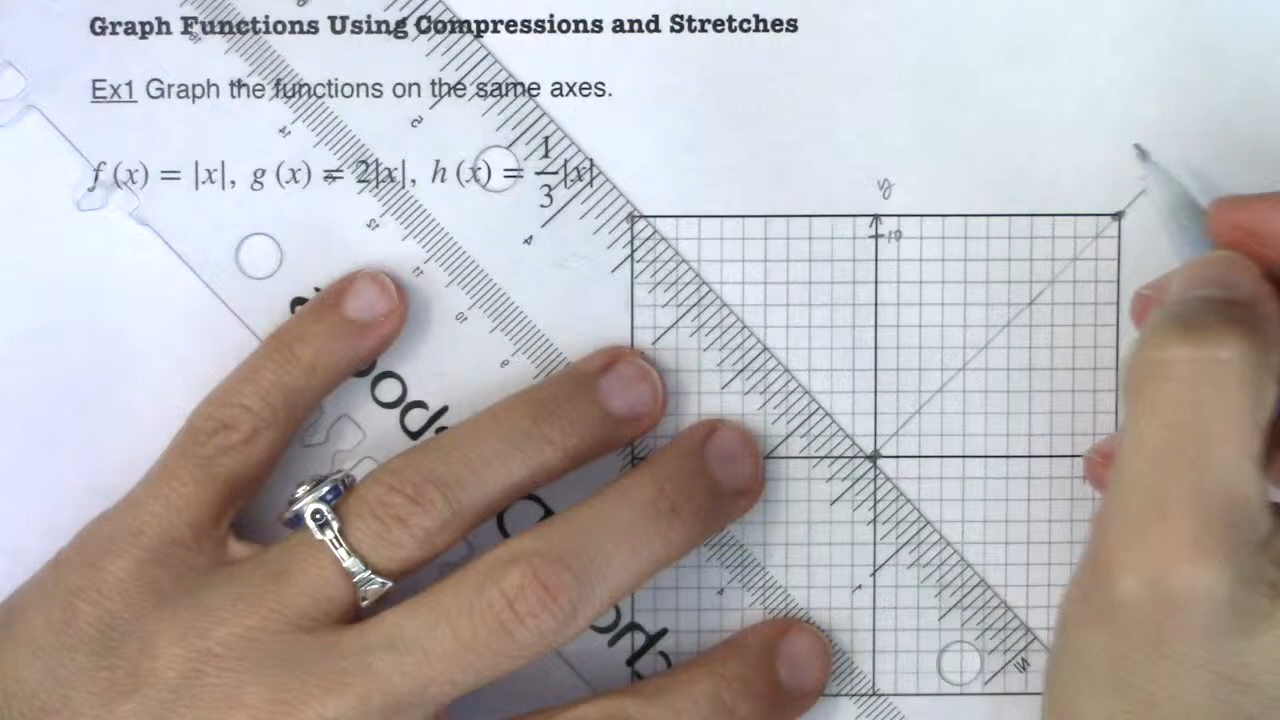 Graph Functions Using Compressions and Stretches
Ex1 Graph the functions on the same axes.
f (x) = |x|, g (x) = 2|x|, h (x) = 1/3|x|
y
10